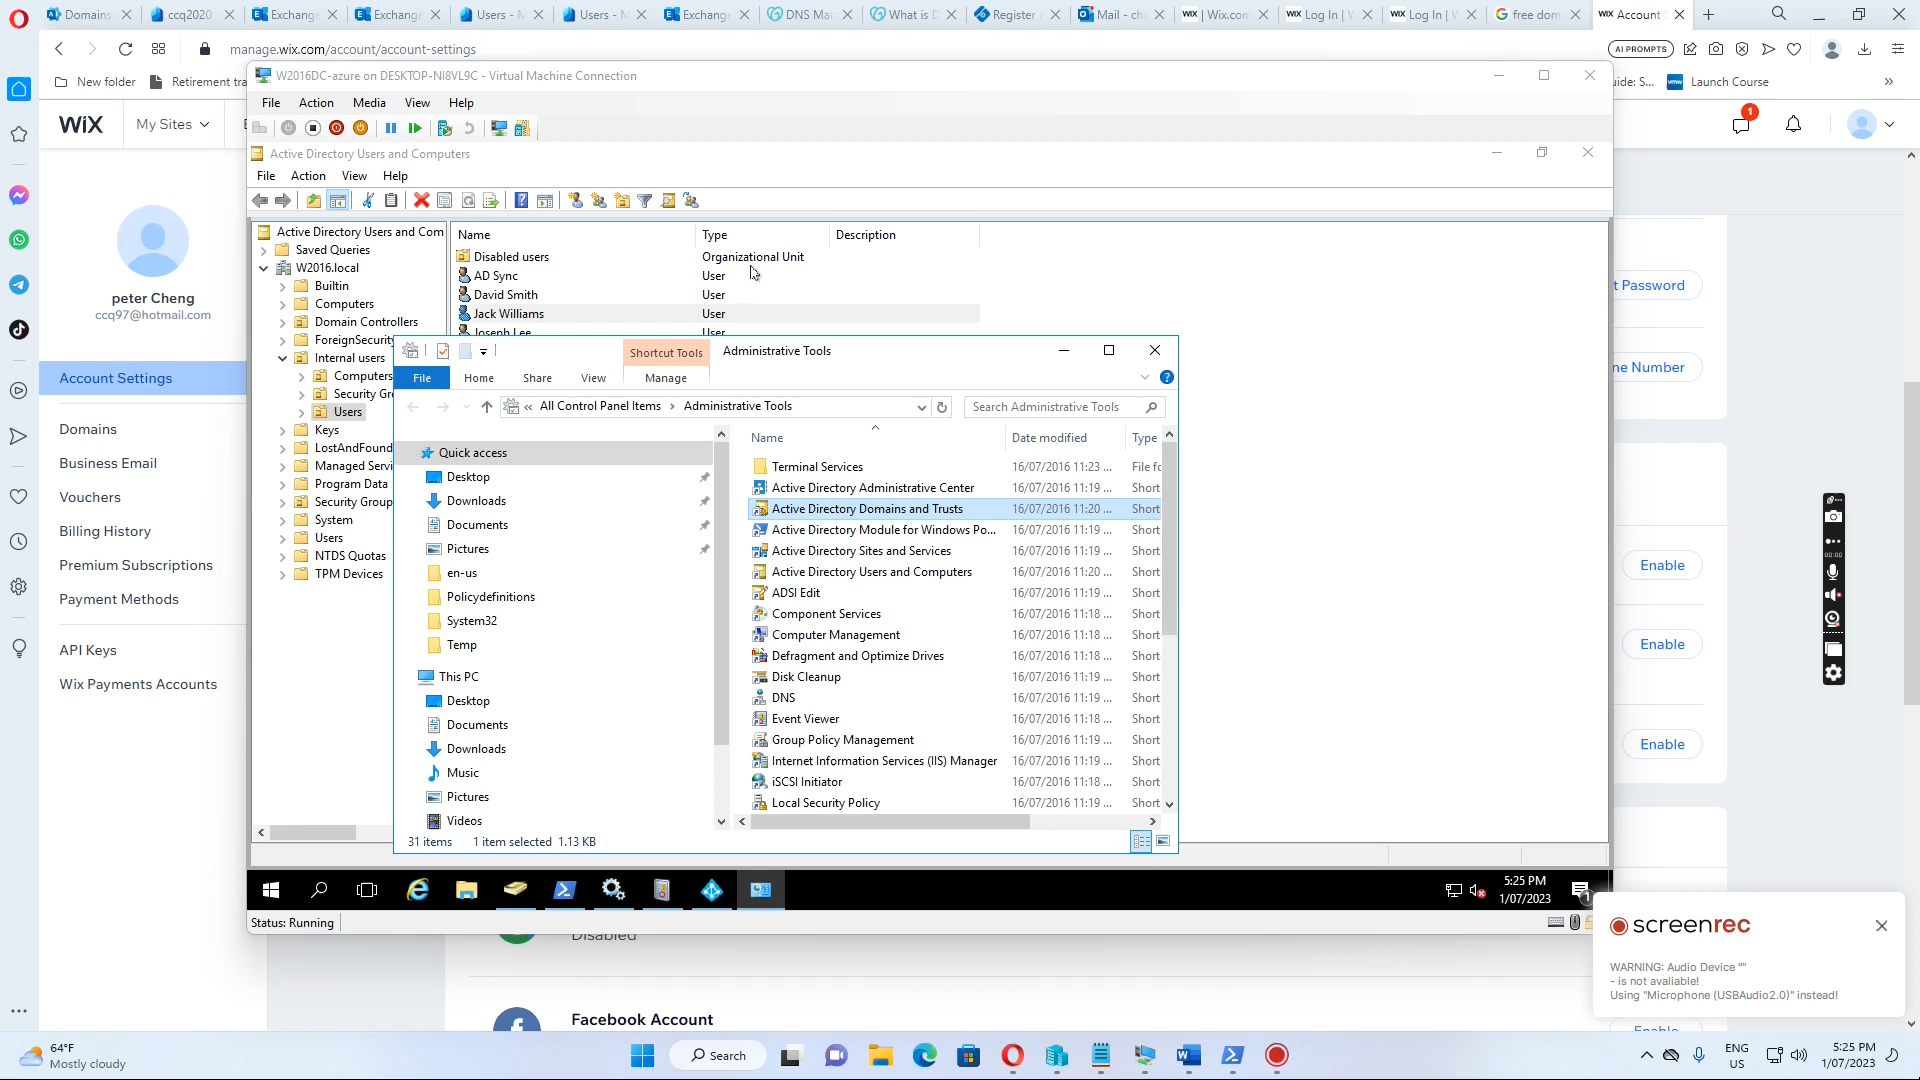 Domains
ccq2020
Exchange
Exchange
Users - M
Users - M
Exchange
DNS Ma
What is D
Register
Mail - ch
Wix.com
Log In | W
Log In | W
free dom
Account
manage.wix.com/account/account-settings
AI PROMPTS
New folder
Retirement tra
uide: S...
Launch Course
W2016DC-azure on DESKTOP-NI8VL9C - Virtual Machine Connection
File Action Media View Help
WIX
My Sites
1
Active Directory Users and Computers
File Action View Help
peter Cheng
ccq97@hotmail.com
Account Settings
Domains
Business Email
Vouchers
Billing History
Premium Subscriptions
Payment Methods
API Keys
Wix Payments Accounts
Active Directory Users and Com
Saved Queries
W2016.local
Builtin
Computers
Domain Controllers
ForeignSecurity
Internal users
Computers
Security Gr
Users
Keys
LostAndFound
Managed Servi
Program Data
Security Group
System
Users
NTDS Quotas
TPM Devices
Name Type Description
Disabled users Organizational Unit
AD Sync User
David Smith User
Jack Williams User
Joseph Lee User
Shortcut Tools Administrative Tools
File Home Share View Manage
« All Control Panel Items > Administrative Tools
Search Administrative Tools
Quick access
Desktop
Downloads
Documents
Pictures
en-us
Policydefinitions
System32
Temp
This PC
Desktop
Documents
Downloads
Music
Pictures
Videos
Name Date modified Type
Terminal Services 16/07/2016 11:23 ... File fo
Active Directory Administrative Center 16/07/2016 11:19 ... Short
Active Directory Domains and Trusts 16/07/2016 11:20 ... Short
Active Directory Module for Windows Po... 16/07/2016 11:19 ... Short
Active Directory Sites and Services 16/07/2016 11:19 ... Short
Active Directory Users and Computers 16/07/2016 11:20 ... Short
ADSI Edit 16/07/2016 11:19 ... Short
Component Services 16/07/2016 11:18 ... Short
Computer Management 16/07/2016 11:18 ... Short
Defragment and Optimize Drives 16/07/2016 11:18 ... Short
Disk Cleanup 16/07/2016 11:19 ... Short
DNS 16/07/2016 11:19 ... Short
Event Viewer 16/07/2016 11:18 ... Short
Group Policy Management 16/07/2016 11:19 ... Short
Internet Information Services (IIS) Manager 16/07/2016 11:19 ... Short
iSCSI Initiator 16/07/2016 11:18 ... Short
Local Security Policy 16/07/2016 11:19 ... Short
31 items 1 item selected 1.13 KB
t Password
ne Number
Enable
Enable
Enable
00:00
5:25 PM
1/07/2023
1
Status: Running
Disabled
Facebook Account
Enable
screenrec
WARNING: Audio Device ""
- is not avaliable!
Using "Microphone (USBAudio2.0)" instead!
64°F
Mostly cloudy
Search
ENG
US
5:25 PM
1/07/2023